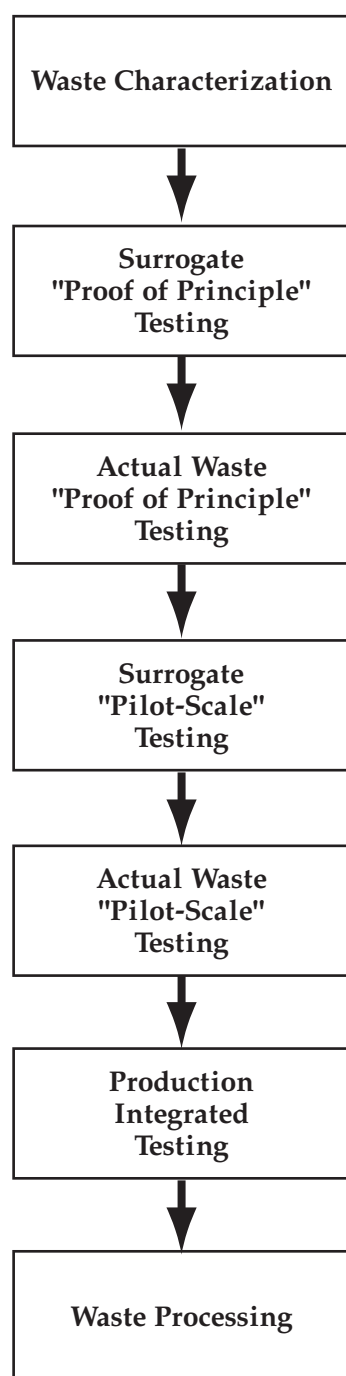 Waste Characterization
Surrogate
"Proof of Principle"
Testing
Actual Waste
"Proof of Principle"
Testing
Surrogate
"Pilot-Scale"
Testing
Actual Waste
"Pilot-Scale"
Testing
Production
Integrated
Testing
Waste Processing